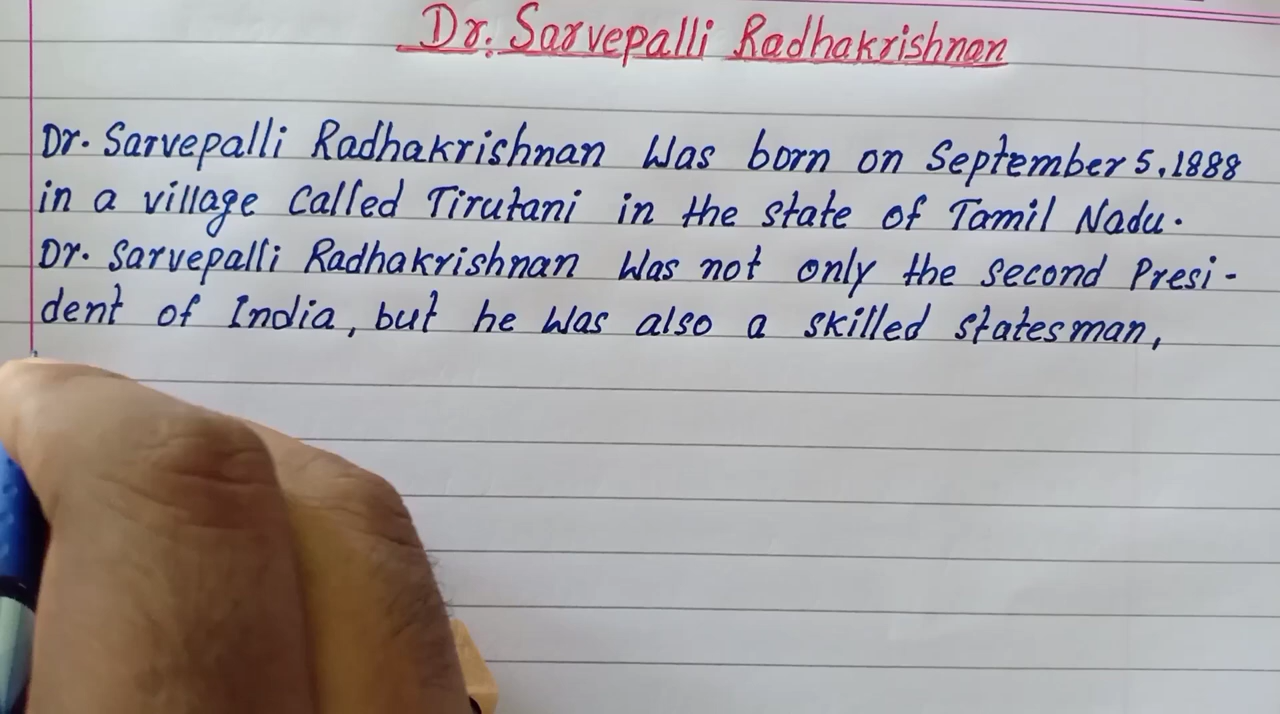 Dr. Sarvepalli Radhakrishnan
Dr. Sarvepalli Radhakrishnan was born on September 5, 1888
in a village called Tirutani in the state of Tamil Nadu.
Dr. Sarvepalli Radhakrishnan was not only the second Presi-
dent of India, but he was also a skilled statesman,